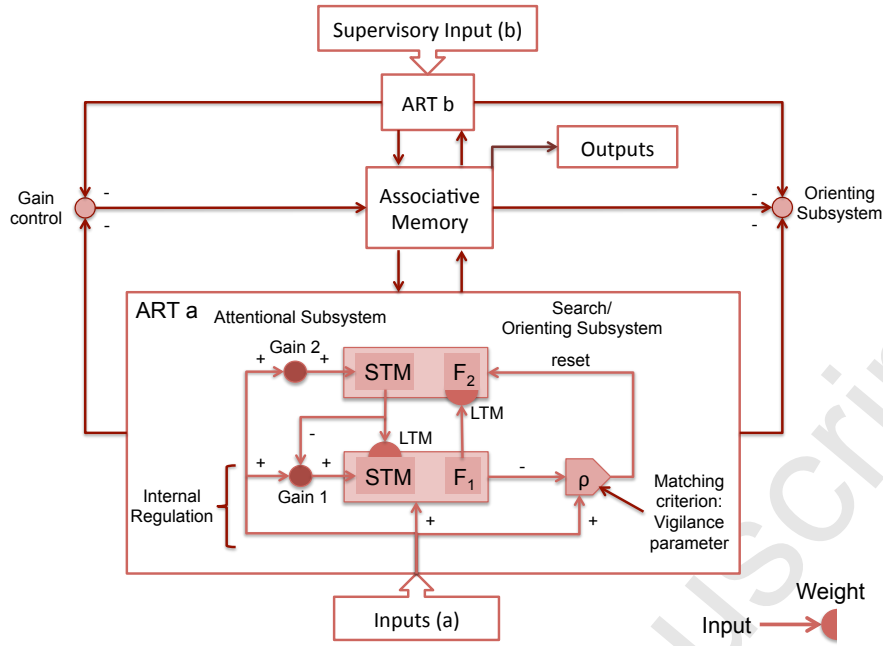 Supervisory Input (b)
ART b
Outputs
Gain
control
-
-
Associative
Memory
-
-
Orienting
Subsystem
ART a
Attentional Subsystem
Search/
Orienting Subsystem
Gain 2
+
+
STM
F2
reset
LTM
-
LTM
+
+
Gain 1
STM
F1
-
ρ
Internal
Regulation
+
+
Matching
criterion:
Vigilance
parameter
Inputs (a)
Weight
Input
uscrip